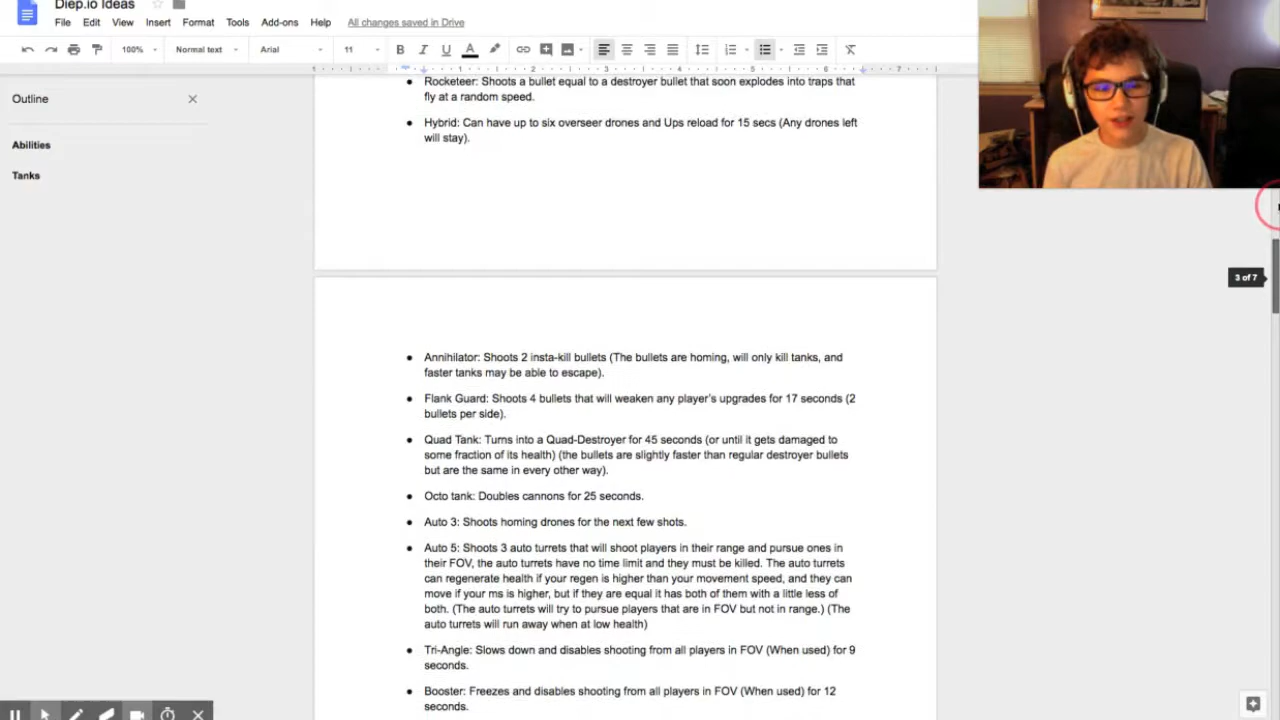 Diep.io Ideas
File Edit View Insert Format Tools Add-ons Help All changes saved in Drive
100% Normal text Arial 11 B I U A
1 1 2 3 4 5 6 7
Outline
Abilities
Tanks
● Rocketeer: Shoots a bullet equal to a destroyer bullet that soon explodes into traps that
fly at a random speed.
● Hybrid: Can have up to six overseer drones and Ups reload for 15 secs (Any drones left
will stay).
3 of 7
● Annihilator: Shoots 2 insta-kill bullets (The bullets are homing, will only kill tanks, and
faster tanks may be able to escape).
● Flank Guard: Shoots 4 bullets that will weaken any player's upgrades for 17 seconds (2
bullets per side).
● Quad Tank: Turns into a Quad-Destroyer for 45 seconds (or until it gets damaged to
some fraction of its health) (the bullets are slightly faster than regular destroyer bullets
but are the same in every other way).
● Octo tank: Doubles cannons for 25 seconds.
● Auto 3: Shoots homing drones for the next few shots.
● Auto 5: Shoots 3 auto turrets that will shoot players in their range and pursue ones in
their FOV, the auto turrets have no time limit and they must be killed. The auto turrets
can regenerate health if your regen is higher than your movement speed, and they can
move if your ms is higher, but if they are equal it has both of them with a little less of
both. (The auto turrets will try to pursue players that are in FOV but not in range.) (The
auto turrets will run away when at low health)
● Tri-Angle: Slows down and disables shooting from all players in FOV (When used) for 9
seconds.
● Booster: Freezes and disables shooting from all players in FOV (When used) for 12
seconds.